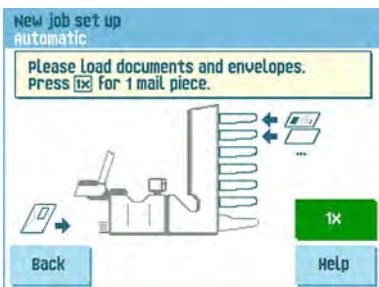 New job set up
Automatic
Please load documents and envelopes.
Press 1x for 1 mail piece.
...
1x
Back
Help